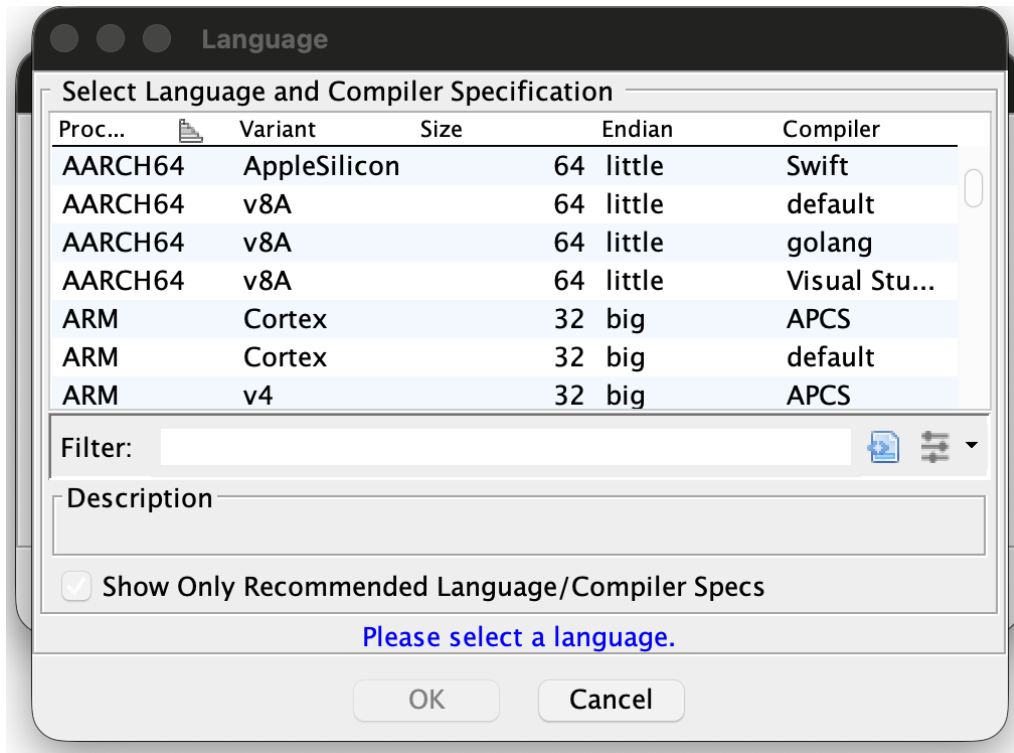 Language
Select Language and Compiler Specification
Proc... Variant Size Endian Compiler
AARCH64 AppleSilicon 64 little Swift
AARCH64 v8A 64 little default
AARCH64 v8A 64 little golang
AARCH64 v8A 64 little Visual Stu...
ARM Cortex 32 big APCS
ARM Cortex 32 big default
ARM v4 32 big APCS
Filter:
Description
Show Only Recommended Language/Compiler Specs
Please select a language.
OK Cancel